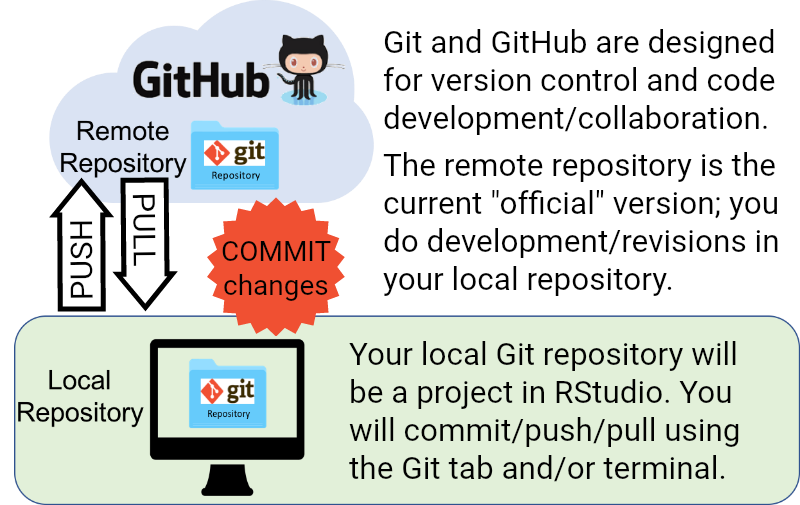 GitHub
Remote
Repository
git
Repository
PUSH
PULL
COMMIT
changes
Git and GitHub are designed
for version control and code
development/collaboration.
The remote repository is the
current "official" version; you
do development/revisions in
your local repository.
Local
Repository
git
Repository
Your local Git repository will
be a project in RStudio. You
will commit/push/pull using
the Git tab and/or terminal.